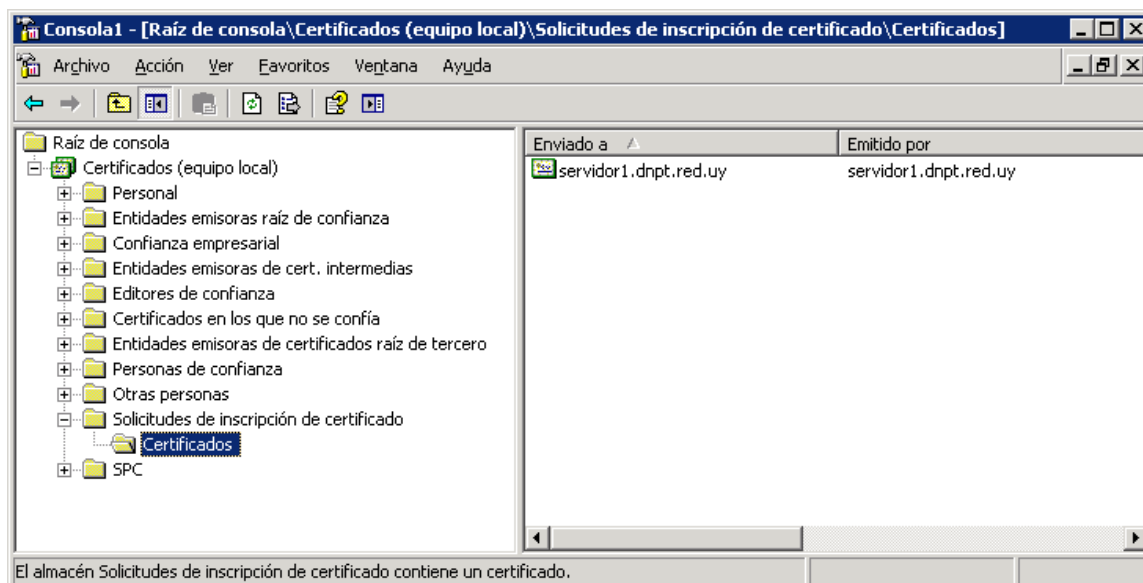 Consola1 - [Raíz de consola\Certificados (equipo local)\Solicitudes de inscripción de certificado\Certificados]
Archivo Acción Ver Favoritos Ventana Ayuda
Raíz de consola
Certificados (equipo local)
Personal
Entidades emisoras raíz de confianza
Confianza empresarial
Entidades emisoras de cert. intermedias
Editores de confianza
Certificados en los que no se confía
Entidades emisoras de certificados raíz de tercero
Personas de confianza
Otras personas
Solicitudes de inscripción de certificado
Certificados
SPC
Enviado a Emitido por
servidor1.dnpt.red.uy servidor1.dnpt.red.uy
El almacén Solicitudes de inscripción de certificado contiene un certificado.